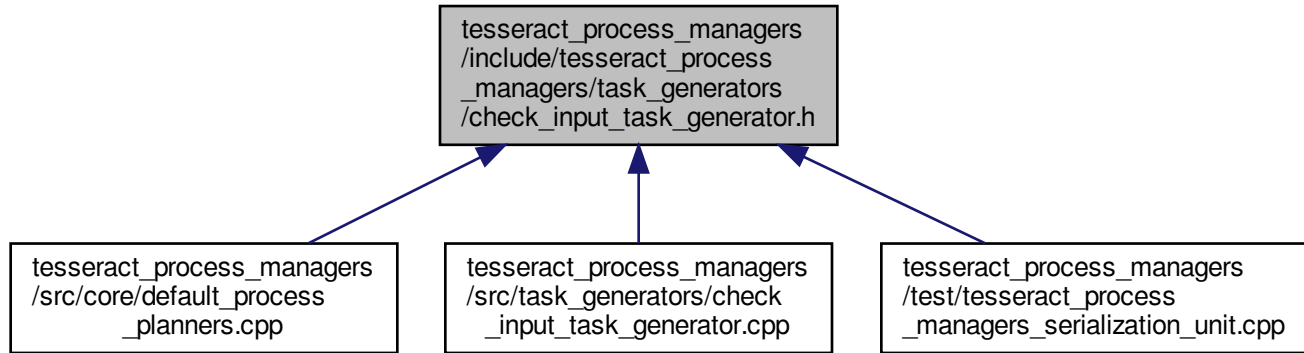 tesseract_process_managers
/include/tesseract_process
_managers/task_generators
/check_input_task_generator.h
tesseract_process_managers
/src/core/default_process
_planners.cpp
tesseract_process_managers
/src/task_generators/check
_input_task_generator.cpp
tesseract_process_managers
/test/tesseract_process
_managers_serialization_unit.cpp